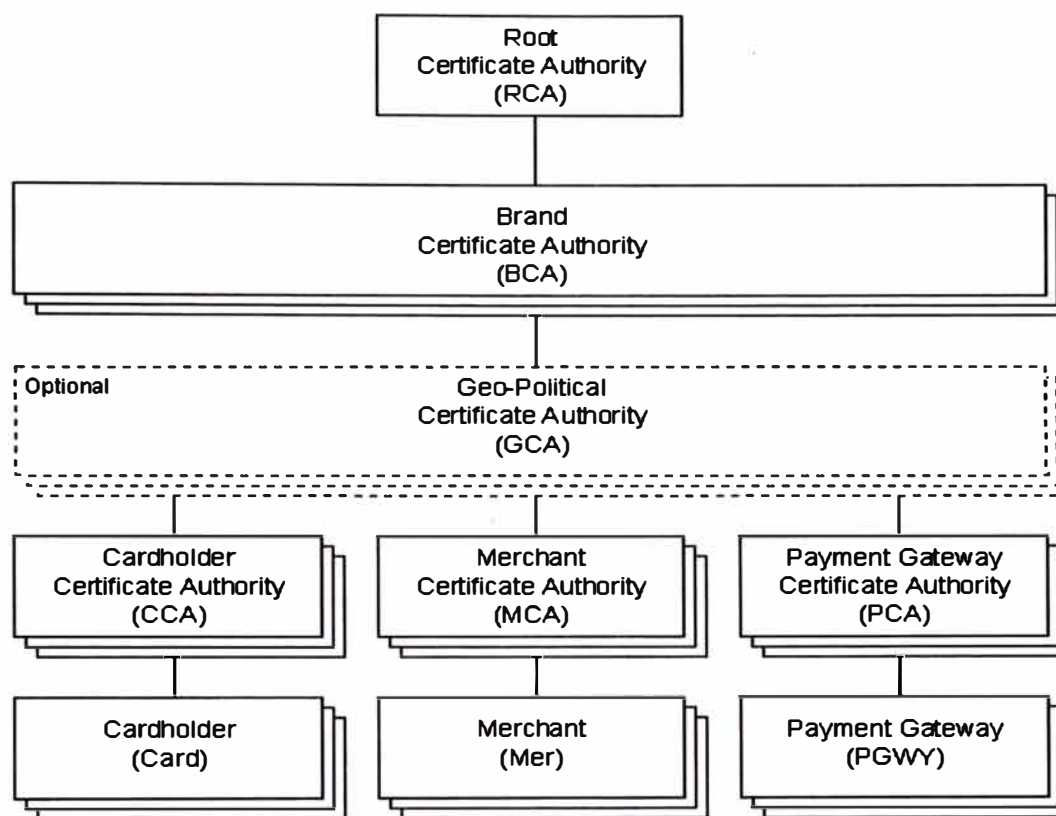 Root
Certificate Authority
(RCA)
Brand
Certificate Authority
(BCA)
Optional
Geo-Political
Certificate Authority
(GCA)
Cardholder
Certificate Authority
(CCA)
Merchant
Certificate Authority
(MCA)
Payment Gateway
Certificate Authority
(PCA)
Cardholder
(Card)
Merchant
(Mer)
Payment Gateway
(PGWY)